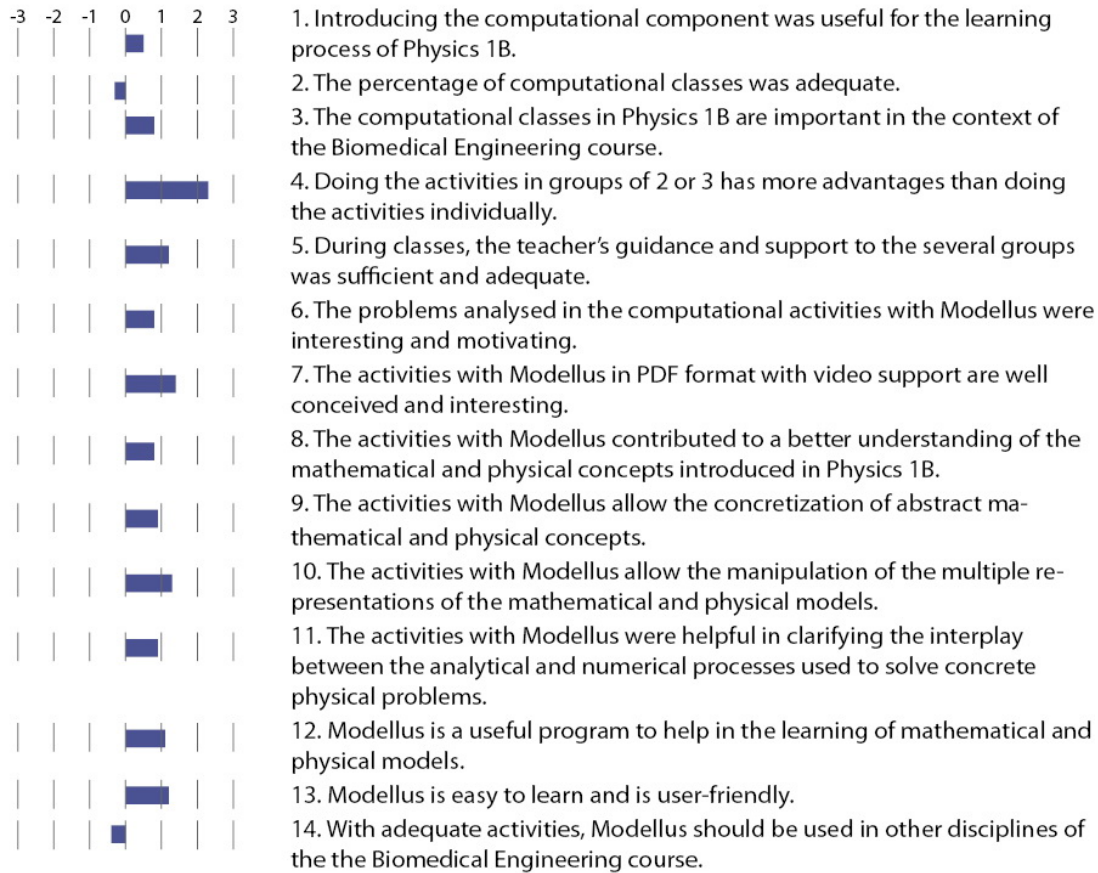 -3 -2 -1 0 1 2 3
1. Introducing the computational component was useful for the learning
process of Physics 1B.
2. The percentage of computational classes was adequate.
3. The computational classes in Physics 1B are important in the context of
the Biomedical Engineering course.
4. Doing the activities in groups of 2 or 3 has more advantages than doing
the activities individually.
5. During classes, the teacher’s guidance and support to the several groups
was sufficient and adequate.
6. The problems analysed in the computational activities with Modellus were
interesting and motivating.
7. The activities with Modellus in PDF format with video support are well
conceived and interesting.
8. The activities with Modellus contributed to a better understanding of the
mathematical and physical concepts introduced in Physics 1B.
9. The activities with Modellus allow the concretization of abstract ma-
thematical and physical concepts.
10. The activities with Modellus allow the manipulation of the multiple re-
presentations of the mathematical and physical models.
11. The activities with Modellus were helpful in clarifying the interplay
between the analytical and numerical processes used to solve concrete
physical problems.
12. Modellus is a useful program to help in the learning of mathematical and
physical models.
13. Modellus is easy to learn and is user-friendly.
14. With adequate activities, Modellus should be used in other disciplines of
the the Biomedical Engineering course.